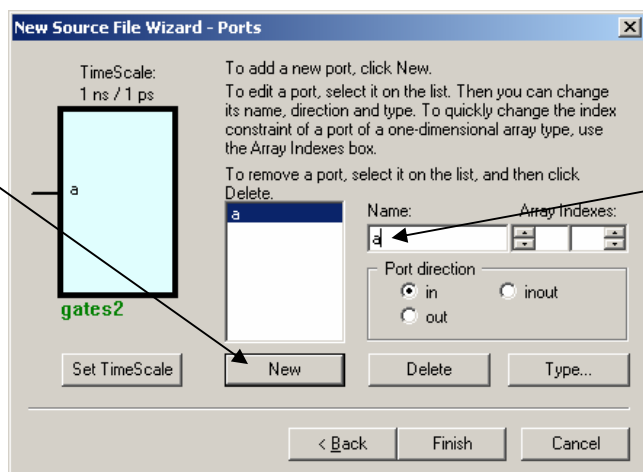 New Source File Wizard - Ports
TimeScale:
1 ns / 1 ps
a
gates2
To add a new port, click New.
To edit a port, select it on the list. Then you can change
its name, direction and type. To quickly change the index
constraint of a port of a one-dimensional array type, use
the Array Indexes box.
To remove a port, select it on the list, and then click
Delete.
a
Name:
Array Indexes:
a
Port direction
in
inout
out
Set TimeScale
New
Delete
Type...
< Back
Finish
Cancel